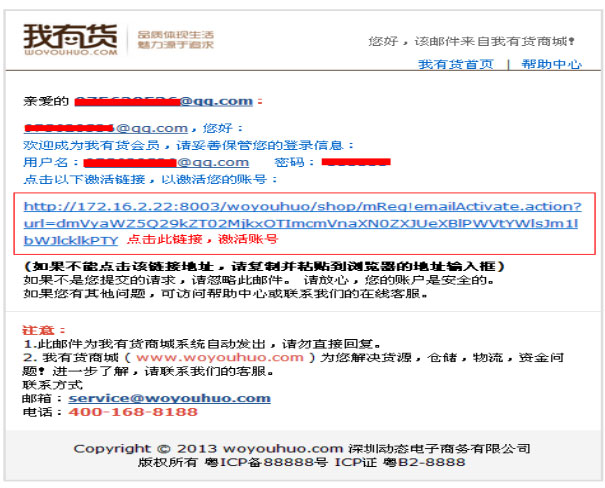 我有货
WOYOUHUO.COM
品质体现生活
魅力源于追求
您好，该邮件来自我有货商城！
我有货首页 | 帮助中心
亲爱的 @qq.com：
@qq.com，您好：
欢迎成为我有货会员，请妥善保管您的登录信息：
用户名： @qq.com 密码：
点击以下激活链接，以激活您的账号：
http://172.16.2.22:8003/woyouhuo/shop/mReg!emailActivate.action?
url=dmVyaWZ5Q29kZT02MjkxOTImcmVnaXN0ZXJUeXBlPWVtYWlsJm1l
bWJlcklkPTY 点击此链接，激活账号
(如果不能点击该链接地址，请复制并粘贴到浏览器的地址输入框)
如果不是您提交的请求，请忽略此邮件。 请放心，您的账户是安全的。
如果您有其他问题，可访问帮助中心或联系我们的在线客服。
注意：
1.此邮件为我有货商城系统自动发出，请勿直接回复。
2. 我有货商城 ( www.woyouhuo.com ) 为您解决货源，仓储，物流，资金问
题！进一步了解，请联系我们的客服。
联系方式
邮箱：service@woyouhuo.com
电话：400-168-8188
Copyright © 2013 woyouhuo.com 深圳动态电子商务有限公司
版权所有 粤ICP备88888号 ICP证 粤B2-8888